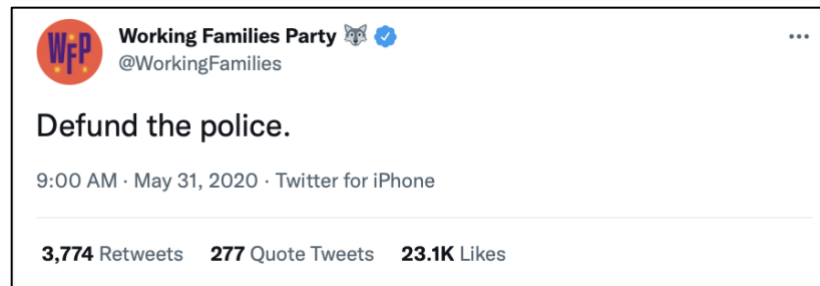 WFP
Working Families Party
@WorkingFamilies
Defund the police.
9:00 AM · May 31, 2020 · Twitter for iPhone
3,774 Retweets 277 Quote Tweets 23.1K Likes